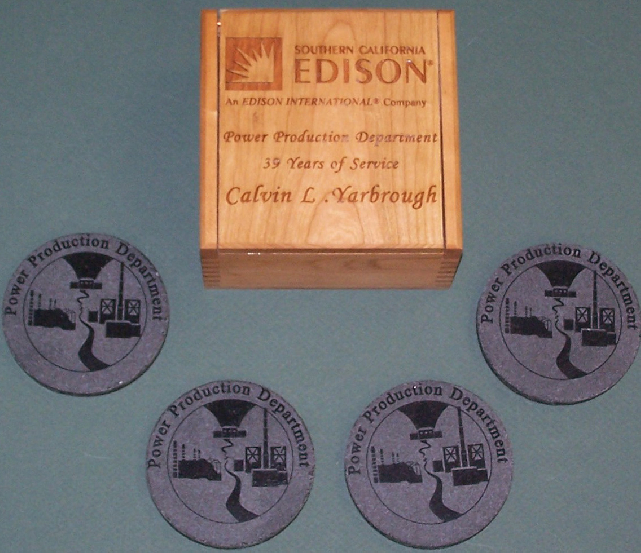 SOUTHERN CALIFORNIA
EDISON®
An EDISON INTERNATIONAL® Company
Power Production Department
39 Years of Service
Calvin L .Yarbrough
Power Production Department
Power Production Department
Power Production Department
Power Production Department